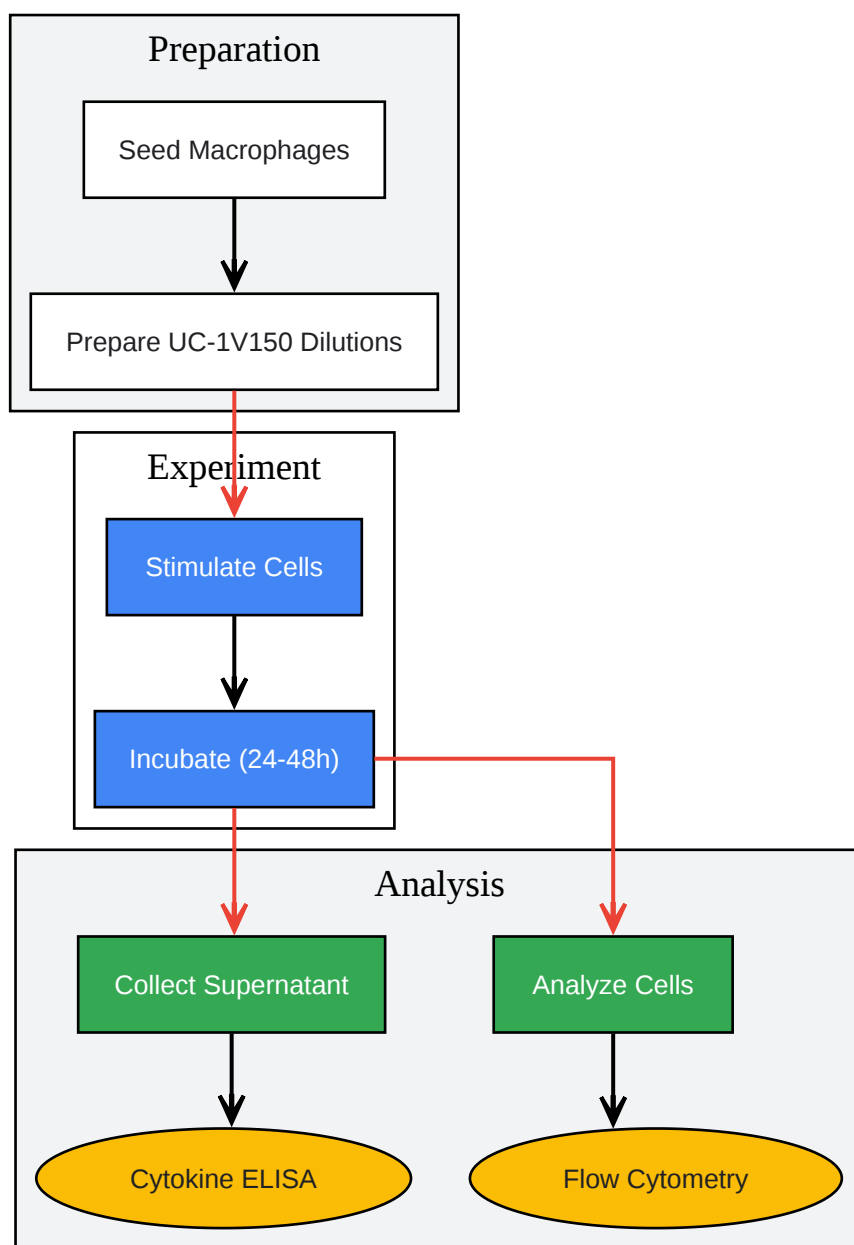 Preparation
Seed Macrophages
Prepare UC-1V150 Dilutions
Experiment
Stimulate Cells
Incubate (24-48h)
Analysis
Collect Supernatant
Analyze Cells
Cytokine ELISA
Flow Cytometry